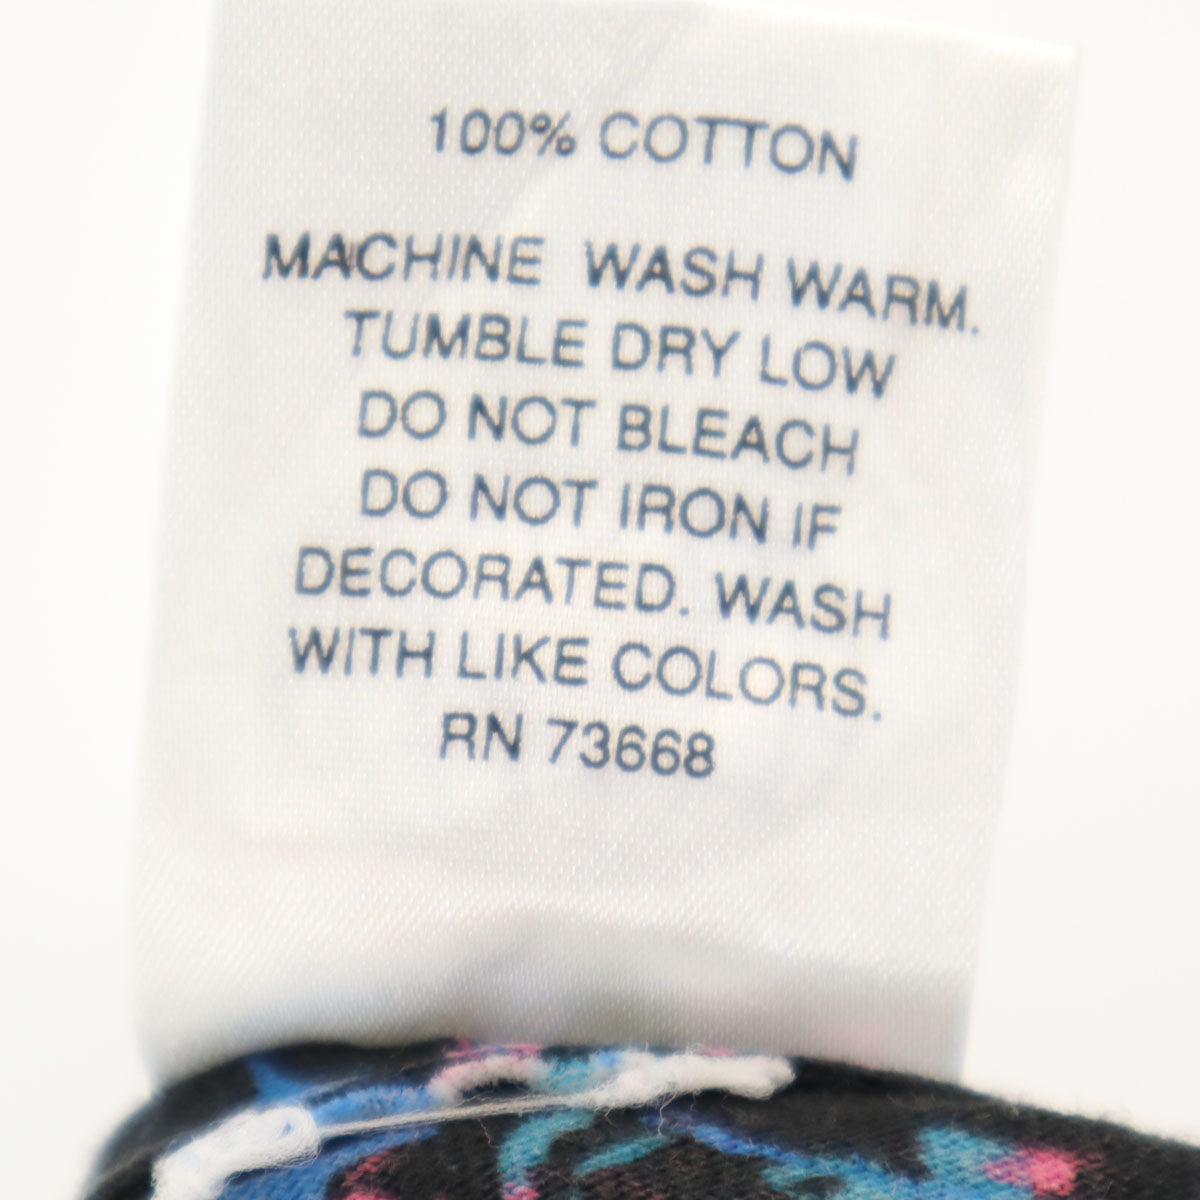 100% COTTON
MACHINE WASH WARM.
TUMBLE DRY LOW
DO NOT BLEACH
DO NOT IRON IF
DECORATED. WASH
WITH LIKE COLORS.
RN 73668